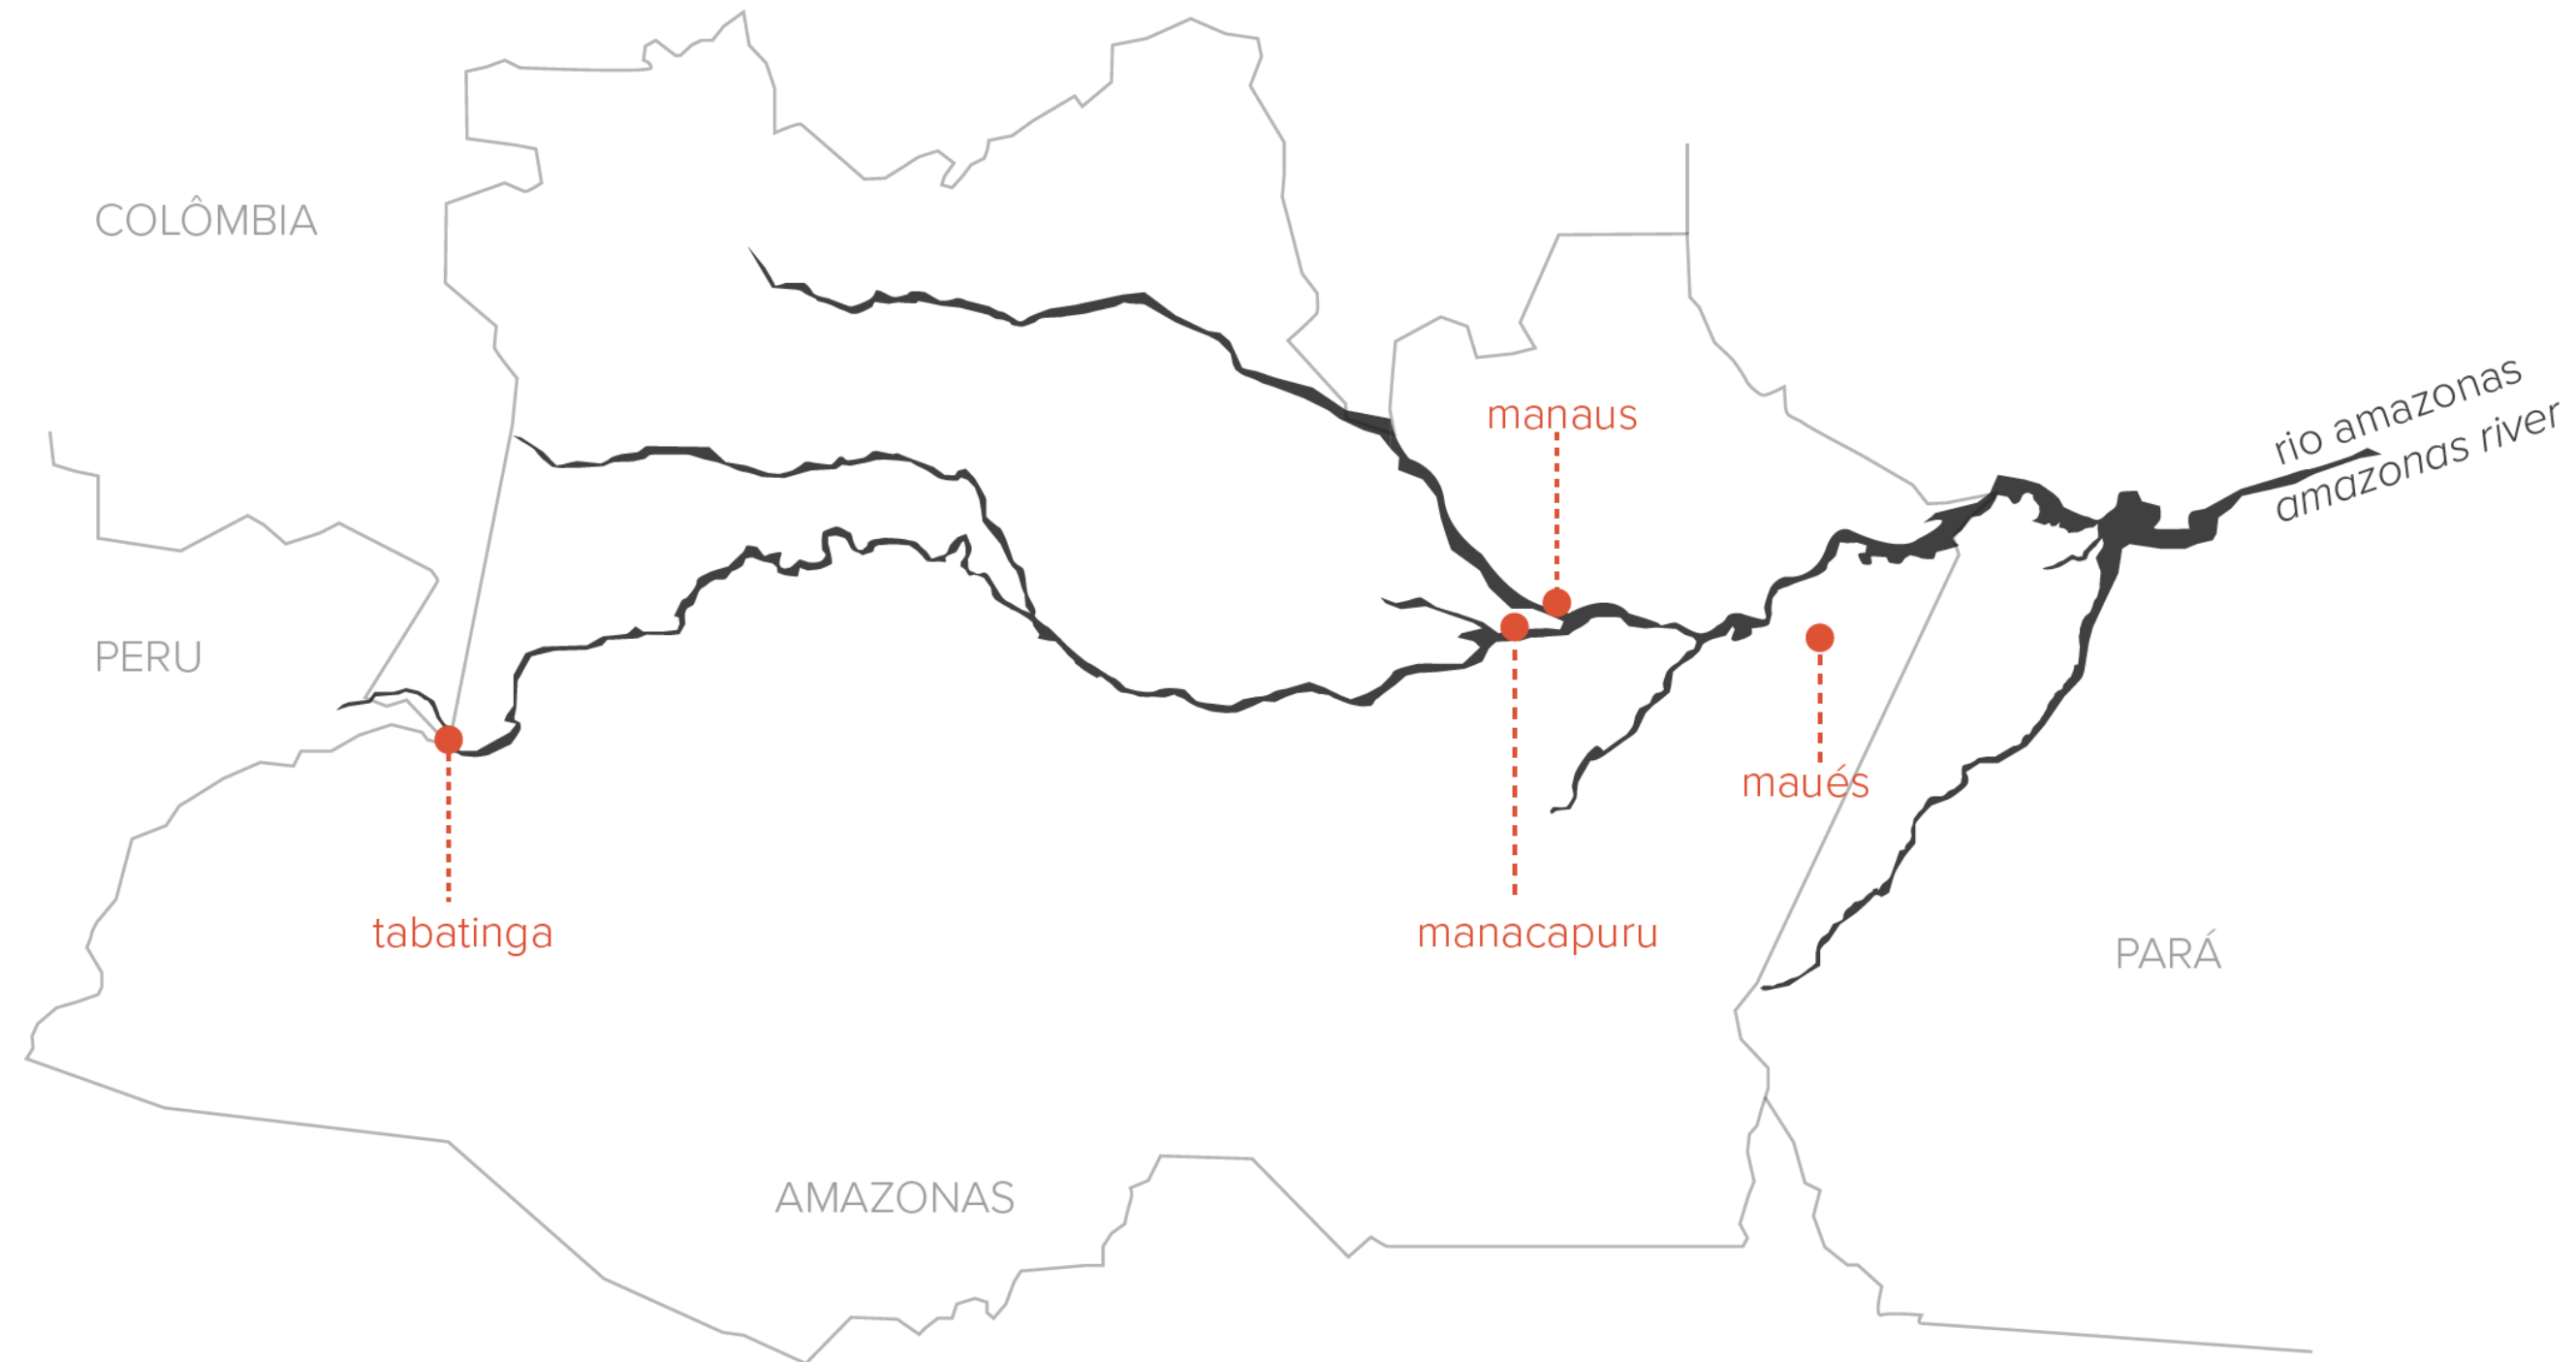 COLÔMBIA
rio amazonas
amazonas river
manaus
PERU
maués
tabatinga
manacapuru
PARÁ
AMAZONAS